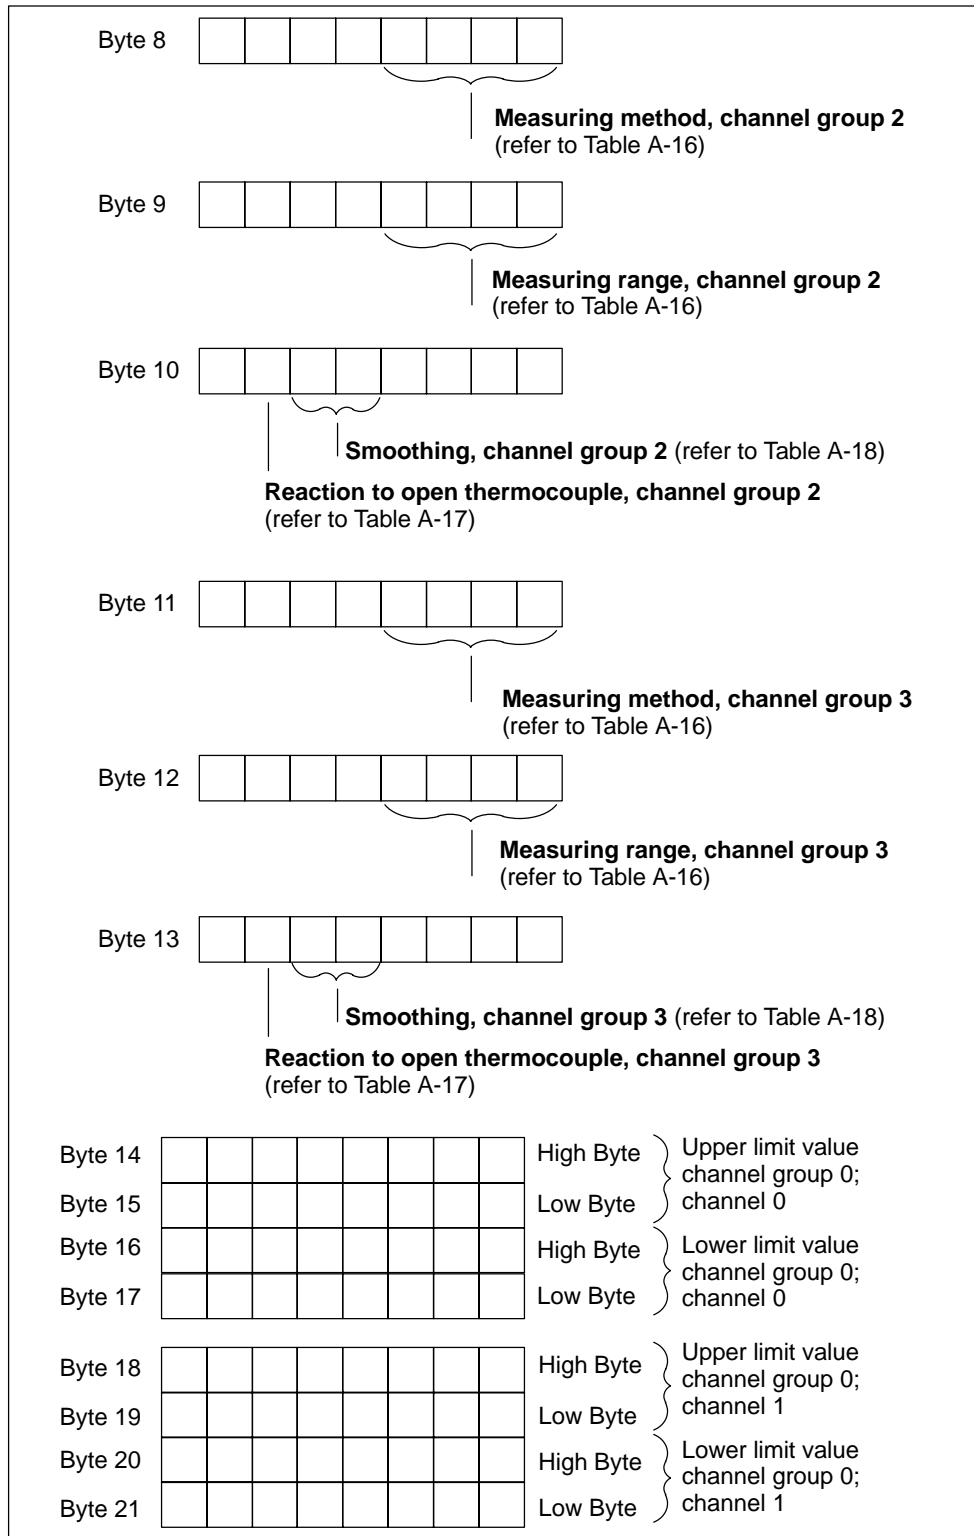 Byte 8
Measuring method, channel group 2
(refer to Table A-16)
Byte 9
Measuring range, channel group 2
(refer to Table A-16)
Byte 10
Smoothing, channel group 2 (refer to Table A-18)
Reaction to open thermocouple, channel group 2
(refer to Table A-17)
Byte 11
Measuring method, channel group 3
(refer to Table A-16)
Byte 12
Measuring range, channel group 3
(refer to Table A-16)
Byte 13
Smoothing, channel group 3 (refer to Table A-18)
Reaction to open thermocouple, channel group 3
(refer to Table A-17)
Byte 14 High Byte
Byte 15 Low Byte
Upper limit value
channel group 0;
channel 0
Byte 16 High Byte
Byte 17 Low Byte
Lower limit value
channel group 0;
channel 0
Byte 18 High Byte
Byte 19 Low Byte
Upper limit value
channel group 0;
channel 1
Byte 20 High Byte
Byte 21 Low Byte
Lower limit value
channel group 0;
channel 1